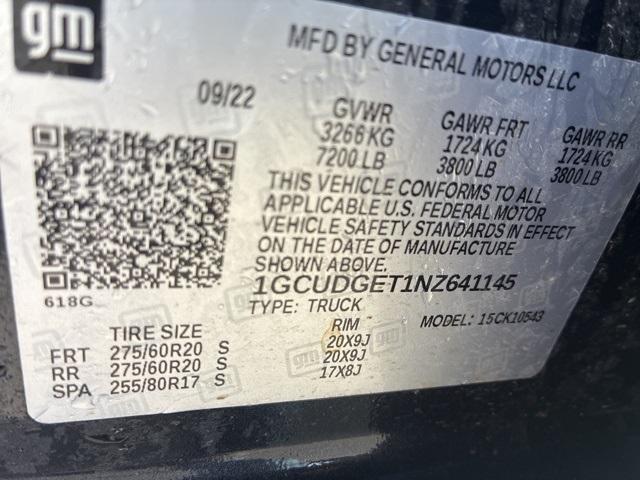 gm
MFD BY GENERAL MOTORS LLC
09/22
GVWR GAWR FRT GAWR RR
3266 KG 1724 KG 1724 KG
7200 LB 3800 LB 3800 LB
THIS VEHICLE CONFORMS TO ALL
APPLICABLE U.S. FEDERAL MOTOR
VEHICLE SAFETY STANDARDS IN EFFECT
ON THE DATE OF MANUFACTURE
SHOWN ABOVE.
618G
1GCUDGET1NZ641145
TYPE: TRUCK MODEL: 15CK10543
TIRE SIZE RIM
FRT 275/60R20 S 20X9J
RR 275/60R20 S 20X9J
SPA 255/80R17 S 17X8J